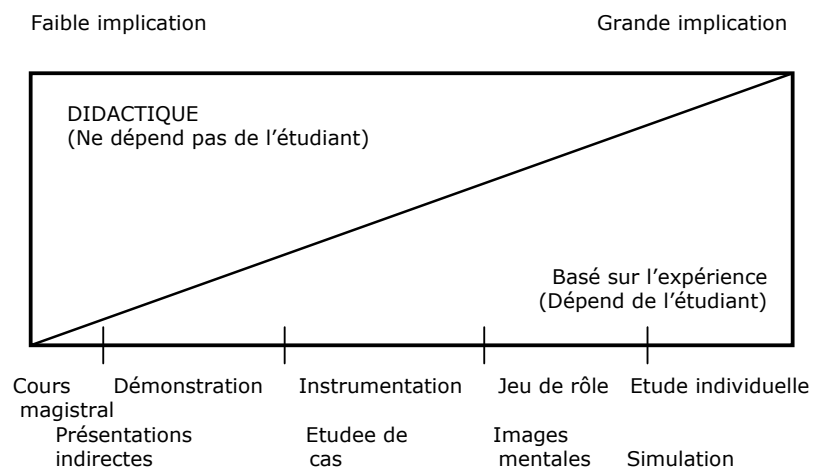 Faible implication Grande implication
DIDACTIQUE
(Ne dépend pas de l'étudiant)
Basé sur l'expérience
(Dépend de l'étudiant)
Cours Démonstration Instrumentation Jeu de rôle Etude individuelle
magistral
Présentations Etudee de Images
indirectes cas mentales Simulation